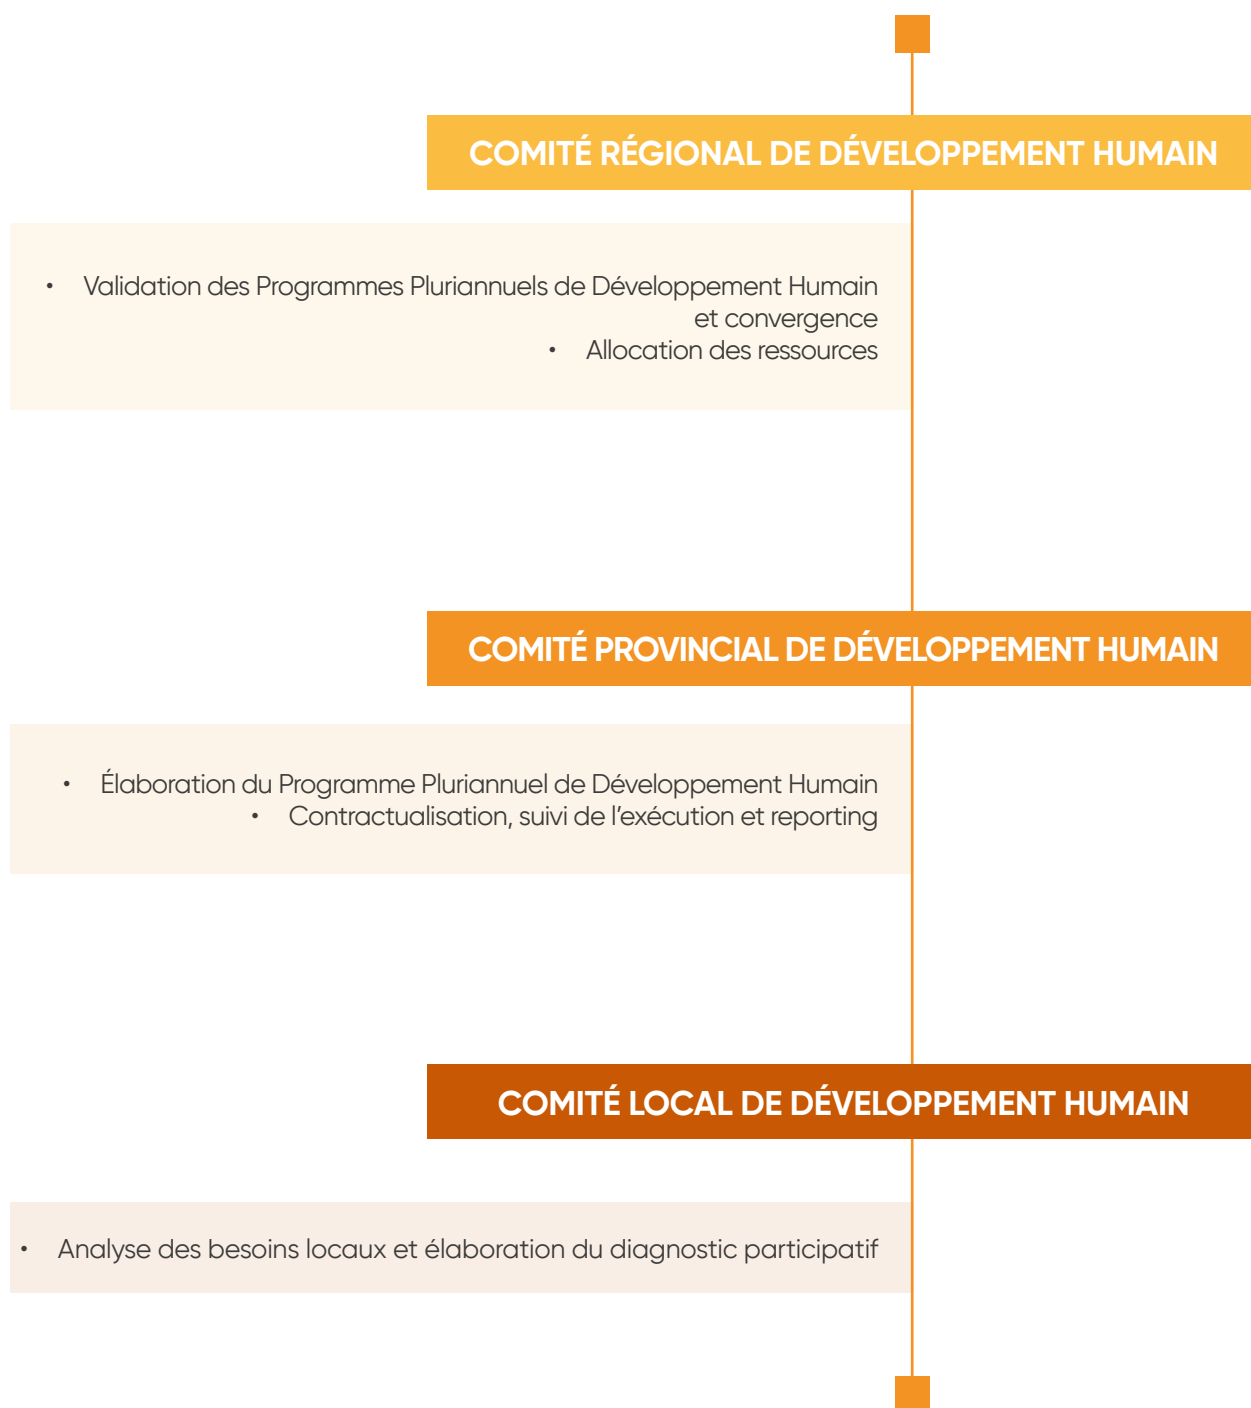 COMITÉ RÉGIONAL DE DÉVELOPPEMENT HUMAIN
• Validation des Programmes Pluriannuels de Développement Humain
et convergence
• Allocation des ressources
COMITÉ PROVINCIAL DE DÉVELOPPEMENT HUMAIN
• Élaboration du Programme Pluriannuel de Développement Humain
• Contractualisation, suivi de l’exécution et reporting
COMITÉ LOCAL DE DÉVELOPPEMENT HUMAIN
• Analyse des besoins locaux et élaboration du diagnostic participatif